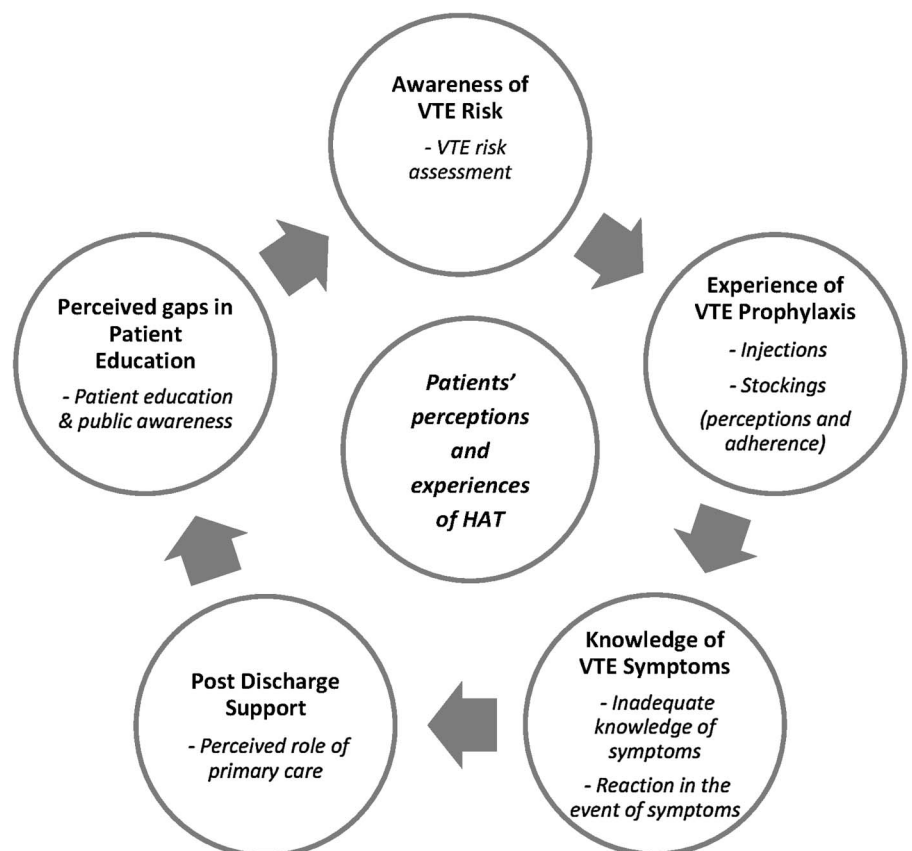 Awareness of
VTE Risk
- VTE risk
assessment
Experience of
VTE Prophylaxis
- Injections
- Stockings
(perceptions and
adherence)
Knowledge of
VTE Symptoms
- Inadequate
knowledge of
symptoms
- Reaction in the
event of symptoms
Post Discharge
Support
- Perceived role of
primary care
Perceived gaps in
Patient
Education
- Patient education
& public awareness
Patients’
perceptions
and
experiences
of HAT